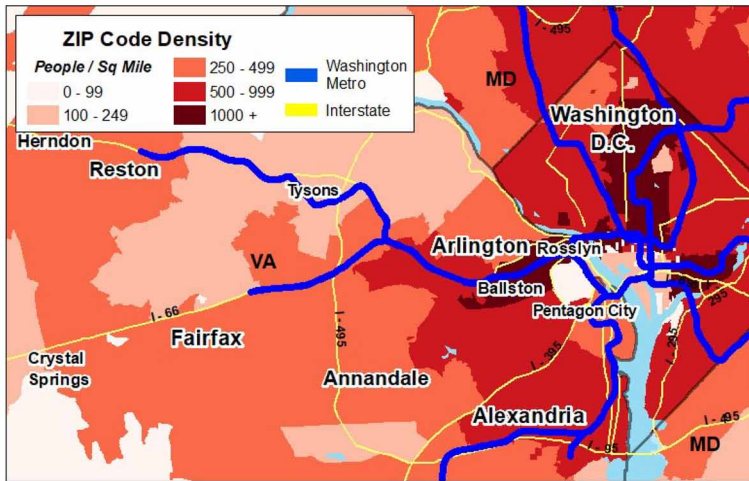 ZIP Code Density
People / Sq Mile
0 - 99
100 - 249
250 - 499
500 - 999
1000 +
Washington
Metro
Interstate
I - 495
MD
Washington
D.C.
Herndon
Reston
Tysons
VA
Arlington
Rosslyn
Ballston
Pentagon City
295
I - 66
Fairfax
I - 495
I - 395
I - 295
Crystal
Springs
Annandale
Alexandria
I - 495
I - 95
MD